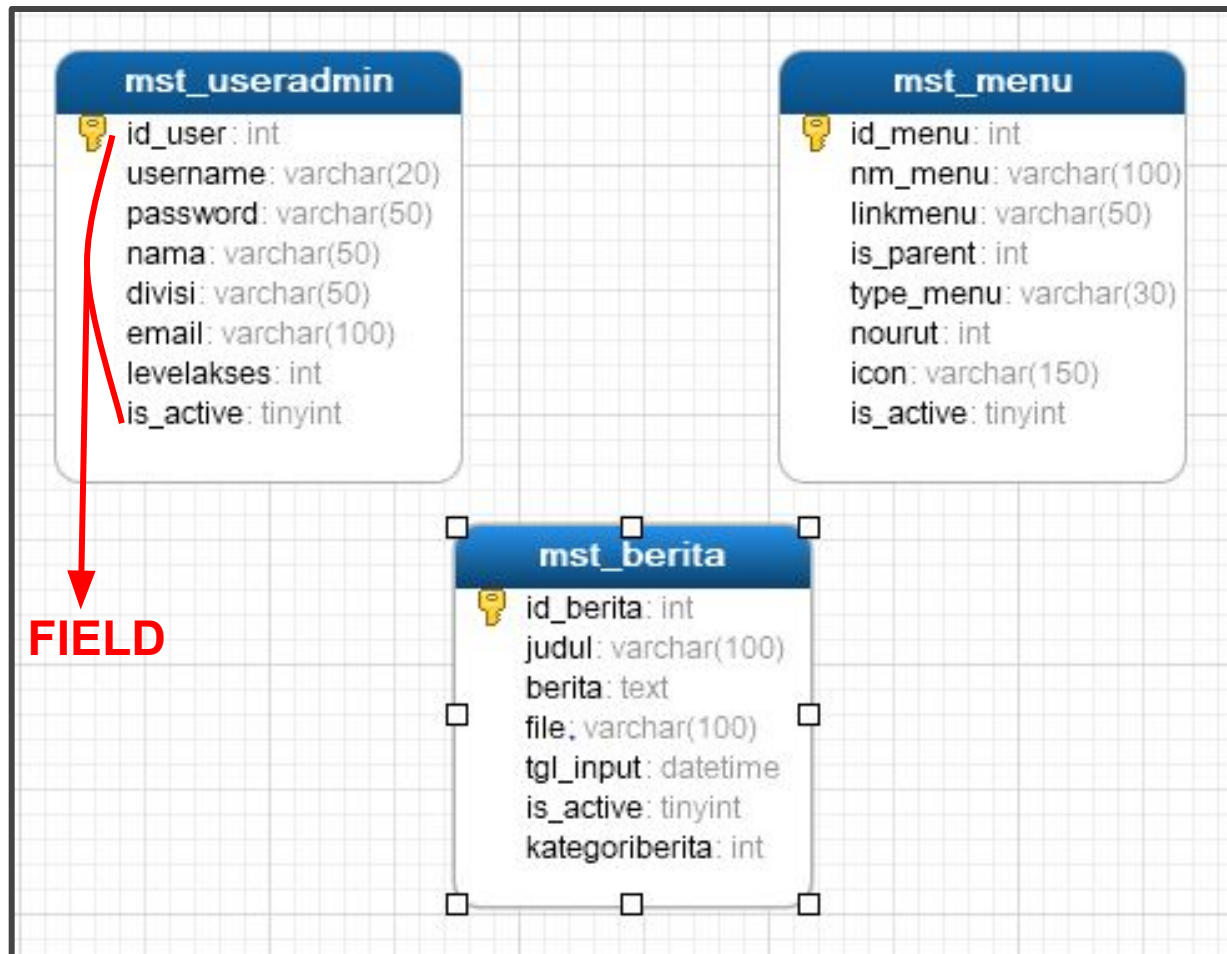 mst_useradmin
id_user: int
username: varchar(20)
password: varchar(50)
nama: varchar(50)
divisi: varchar(50)
email: varchar(100)
levelakses: int
is_active: tinyint
FIELD
mst_menu
id_menu: int
nm_menu: varchar(100)
linkmenu: varchar(50)
is_parent: int
type_menu: varchar(30)
nourut: int
icon: varchar(150)
is_active: tinyint
mst_berita
id_berita: int
judul: varchar(100)
berita: text
file: varchar(100)
tgl_input: datetime
is_active: tinyint
kategoriberita: int